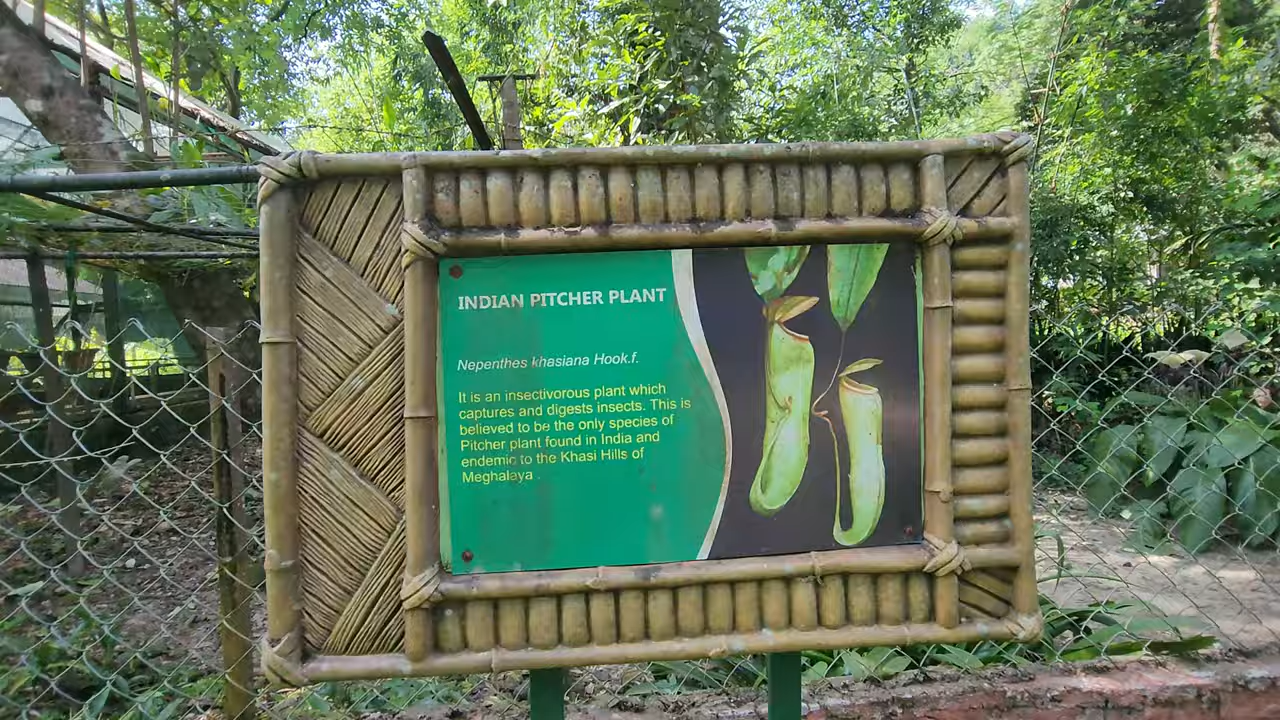 INDIAN PITCHER PLANT
Nepenthes khasiana Hook.f.
It is an insectivorous plant which
captures and digests insects. This is
believed to be the only species of
Pitcher plant found in India and
endemic to the Khasi Hills of
Meghalaya